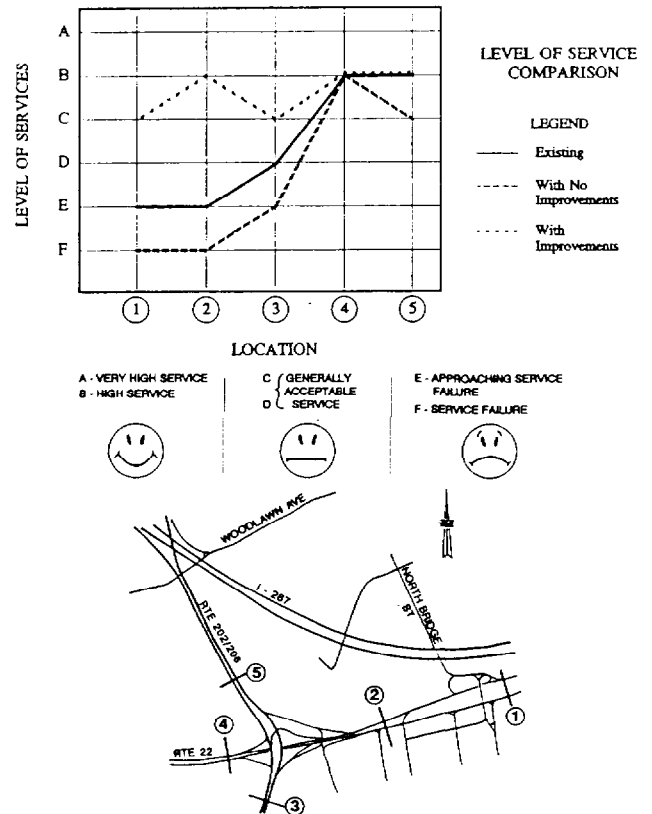 LEVEL OF SERVICE
COMPARISON
LEGEND
Existing
With No
Improvements
With
Improvements
LEVEL OF SERVICES
A
B
C
D
E
F
1 2 3 4 5
LOCATION
A - VERY HIGH SERVICE
B - HIGH SERVICE
C GENERALLY
ACCEPTABLE
D SERVICE
E - APPROACHING SERVICE
FAILURE
F - SERVICE FAILURE
WOODLAWN AVE
I - 287
NORTH BRIDGE
ST
RTE 202/206
5
2
1
4
RTE 22
3